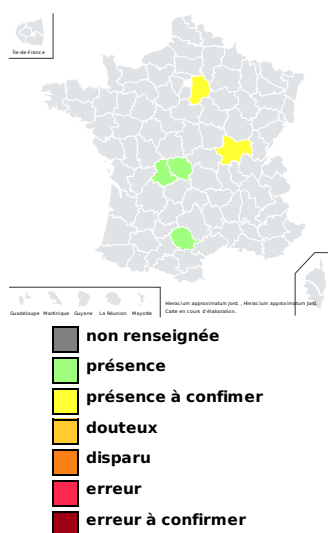 Île-de-France
Guadeloupe Martinique Guyane La Réunion Mayotte
Hieracium approximatum Jord. , Hieracium approximatum Jord.
Carte en cours d'élaboration.
non renseignée
présence
présence à confimer
douteux
disparu
erreur
erreur à confirmer